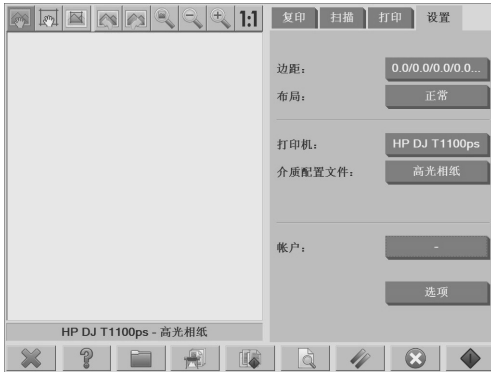 1:1
复印 扫描 打印 设置
边距： 0.0/0.0/0.0/0.0...
布局： 正常
打印机： HP DJ T1100ps
介质配置文件： 高光相纸
帐户： -
选项
HP DJ T1100ps - 高光相纸